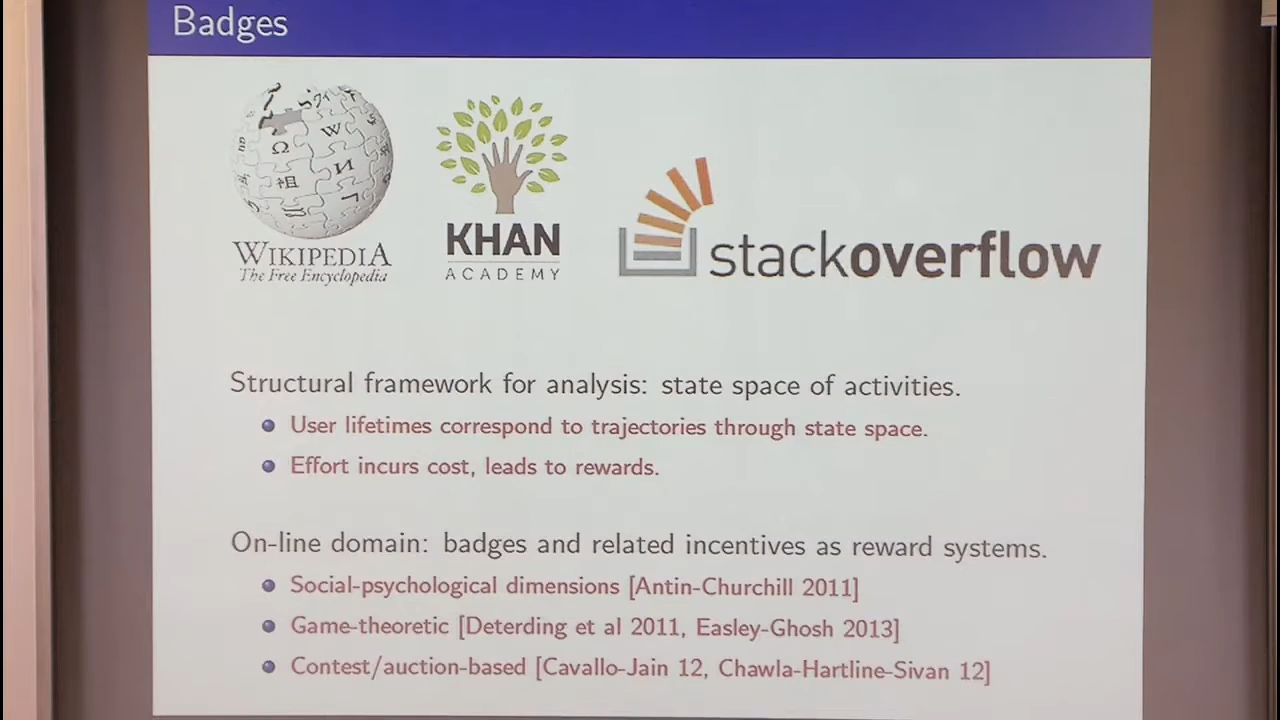 Badges
WIKIPEDIA
The Free Encyclopedia
KHAN
ACADEMY
stackoverflow
Structural framework for analysis: state space of activities.
User lifetimes correspond to trajectories through state space.
Effort incurs cost, leads to rewards.
On-line domain: badges and related incentives as reward systems.
Social-psychological dimensions [Antin-Churchill 2011]
Game-theoretic [Deterding et al 2011, Easley-Ghosh 2013]
Contest/auction-based [Cavallo-Jain 12, Chawla-Hartline-Sivan 12]